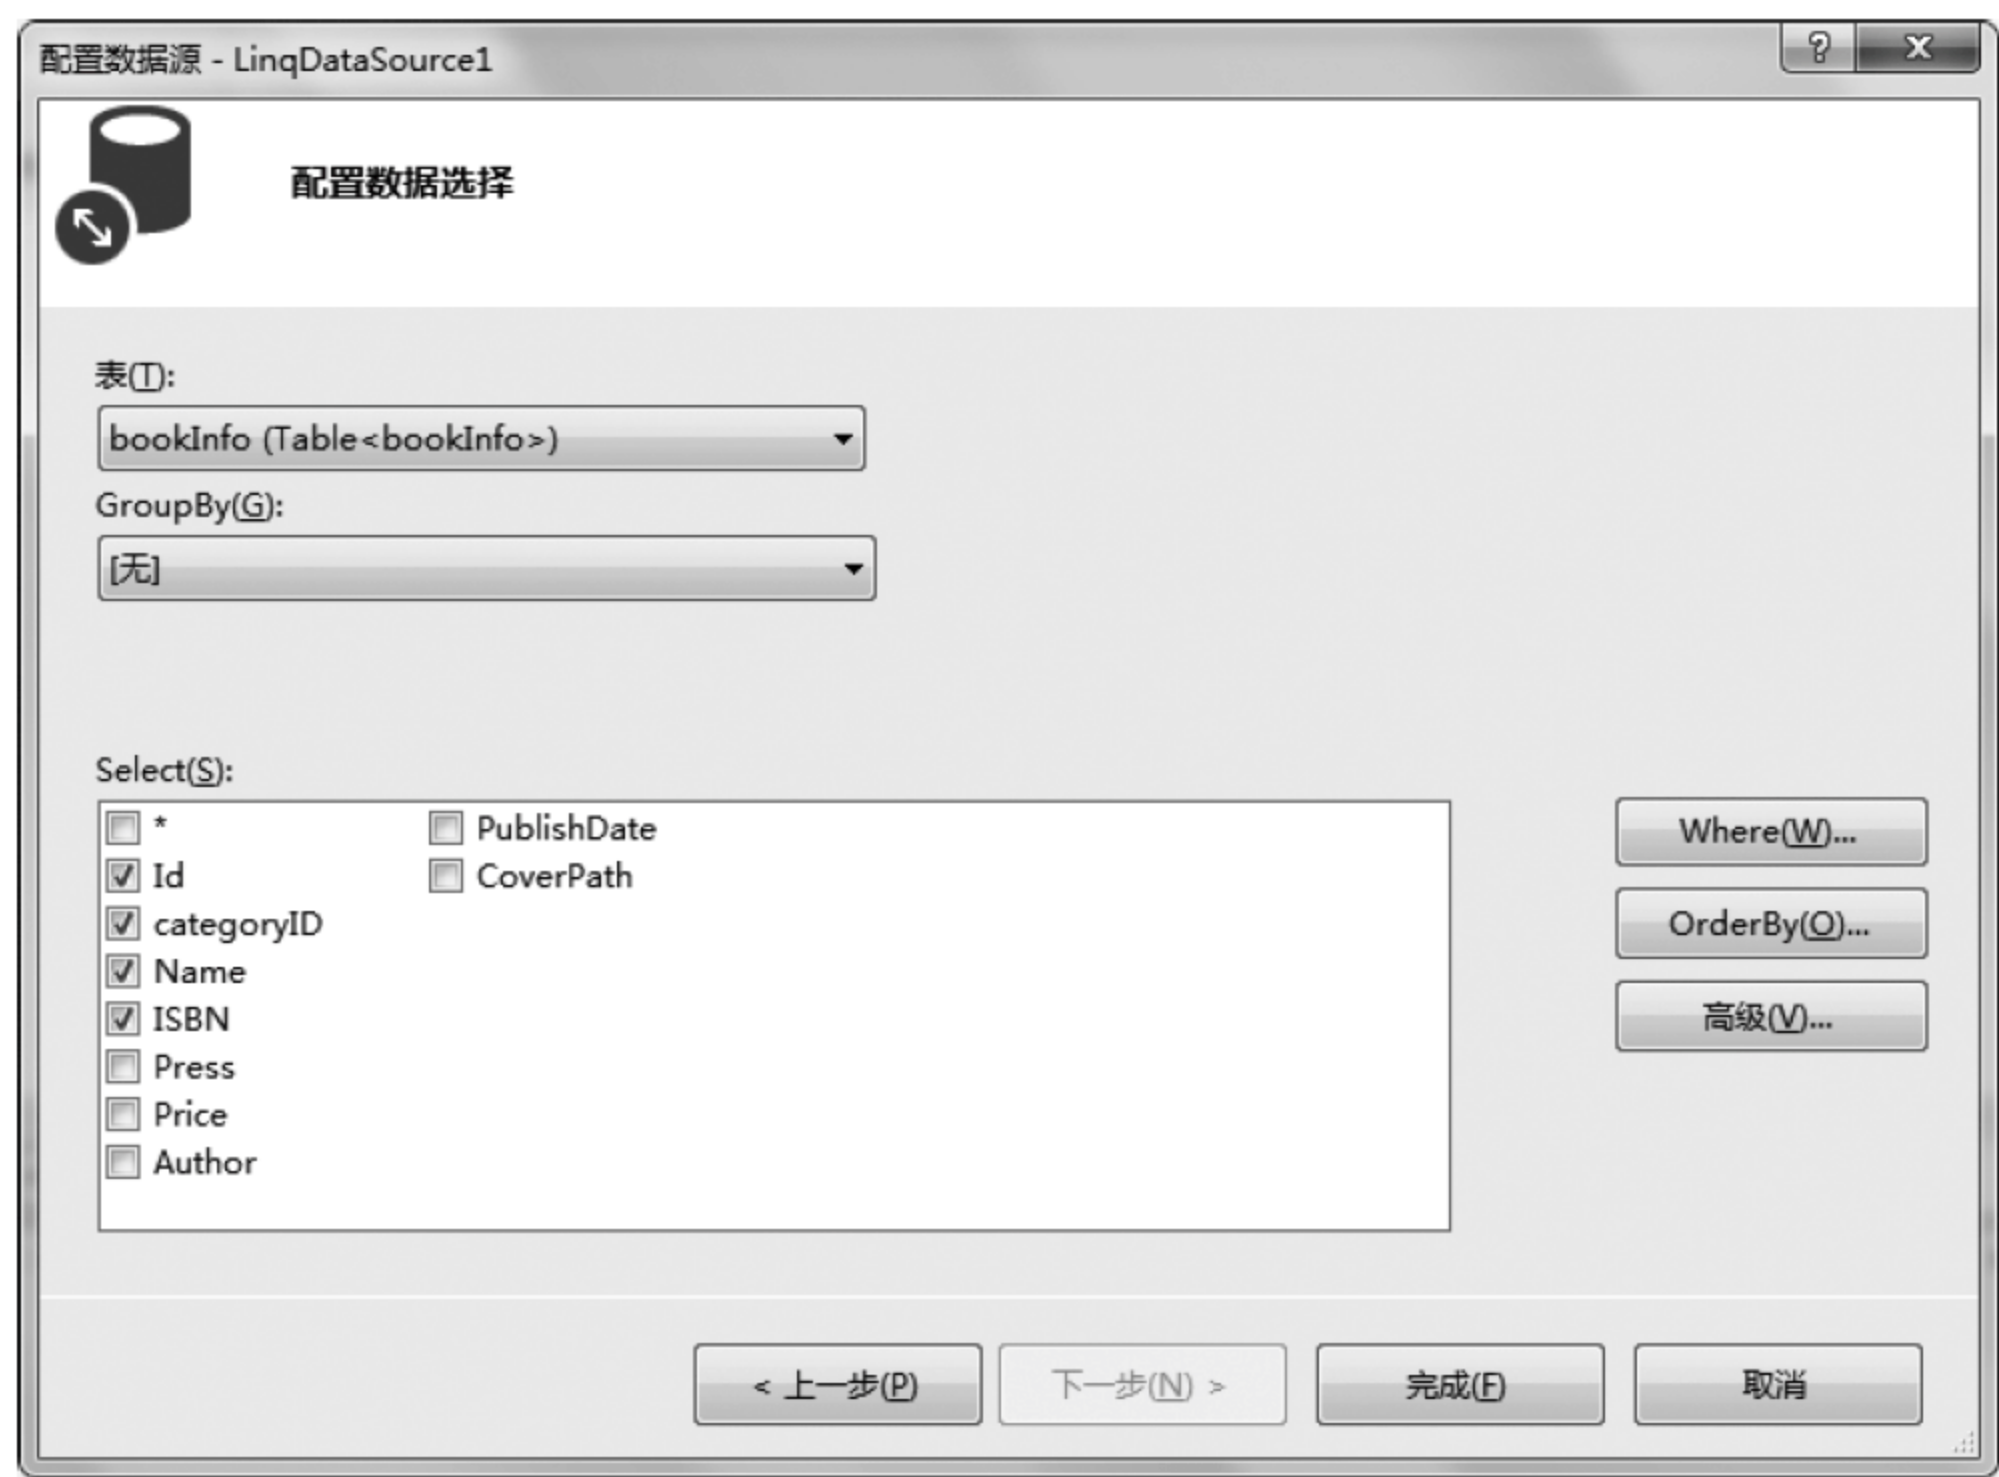 配置数据源 - LinqDataSource1
配置数据选择
表(T):
bookInfo (Table<bookInfo>)
GroupBy(G):
[无]
Select(S):
*
Id
categoryID
Name
ISBN
Press
Price
Author
PublishDate
CoverPath
Where(W)...
OrderBy(O)...
高级(V)...
< 上一步(P)
下一步(N) >
完成(F)
取消